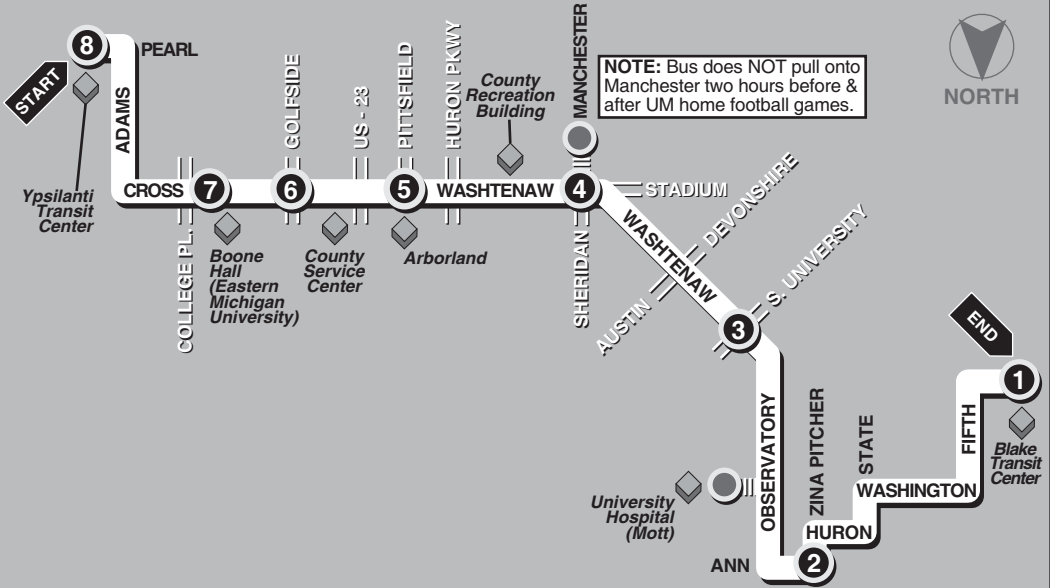 8
PEARL
START
ADAMS
Ypsilanti
Transit
Center
CROSS
7
COLLEGE PL.
Boone
Hall
(Eastern
Michigan
University)
GOLFSIDE
6
County
Service
Center
US - 23
PITTSFIELD
5
Arborland
HURON PKWY
WASHTENAW
County
Recreation
Building
MANCHESTER
4
SHERIDAN
STADIUM
NOTE: Bus does NOT pull onto
Manchester two hours before &
after UM home football games.
NORTH
WASHTENAW
DEVONSHIRE
AUSTIN
S. UNIVERSITY
3
OBSERVATORY
University
Hospital
(Mott)
ANN
2
ZINA PITCHER
HURON
STATE
WASHINGTON
FIFTH
END
1
Blake
Transit
Center